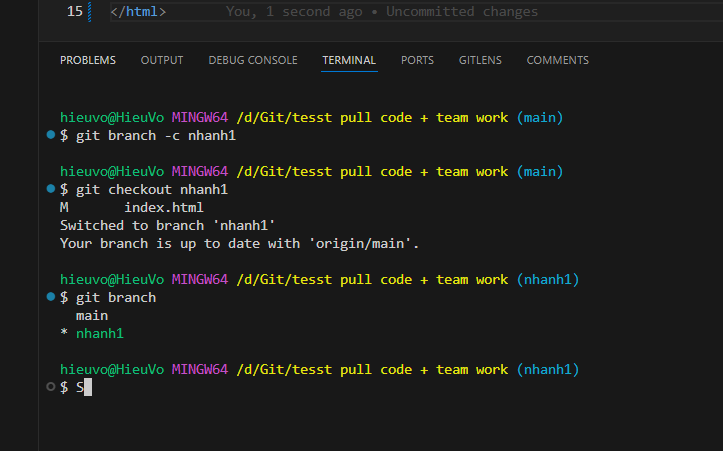 15 </html> You, 1 second ago • Uncommitted changes
PROBLEMS OUTPUT DEBUG CONSOLE TERMINAL PORTS GITLENS COMMENTS
hieuvo@HieuVo MINGW64 /d/Git/tesst pull code + team work (main)
$ git branch -c nhanh1
hieuvo@HieuVo MINGW64 /d/Git/tesst pull code + team work (main)
$ git checkout nhanh1
M index.html
Switched to branch 'nhanh1'
Your branch is up to date with 'origin/main'.
hieuvo@HieuVo MINGW64 /d/Git/tesst pull code + team work (nhanh1)
$ git branch
main
* nhanh1
hieuvo@HieuVo MINGW64 /d/Git/tesst pull code + team work (nhanh1)
$ S